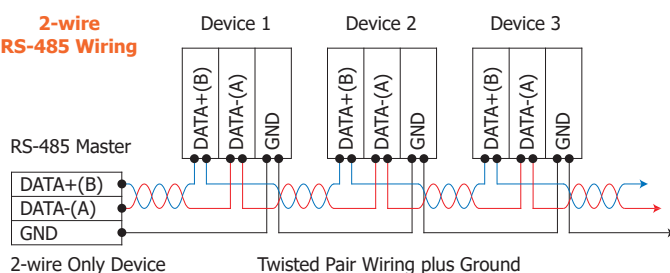 2-wire
RS-485 Wiring
Device 1
Device 2
Device 3
DATA+(B)
DATA-(A)
GND
DATA+(B)
DATA-(A)
GND
DATA+(B)
DATA-(A)
GND
RS-485 Master
DATA+(B)
DATA-(A)
GND
2-wire Only Device
Twisted Pair Wiring plus Ground